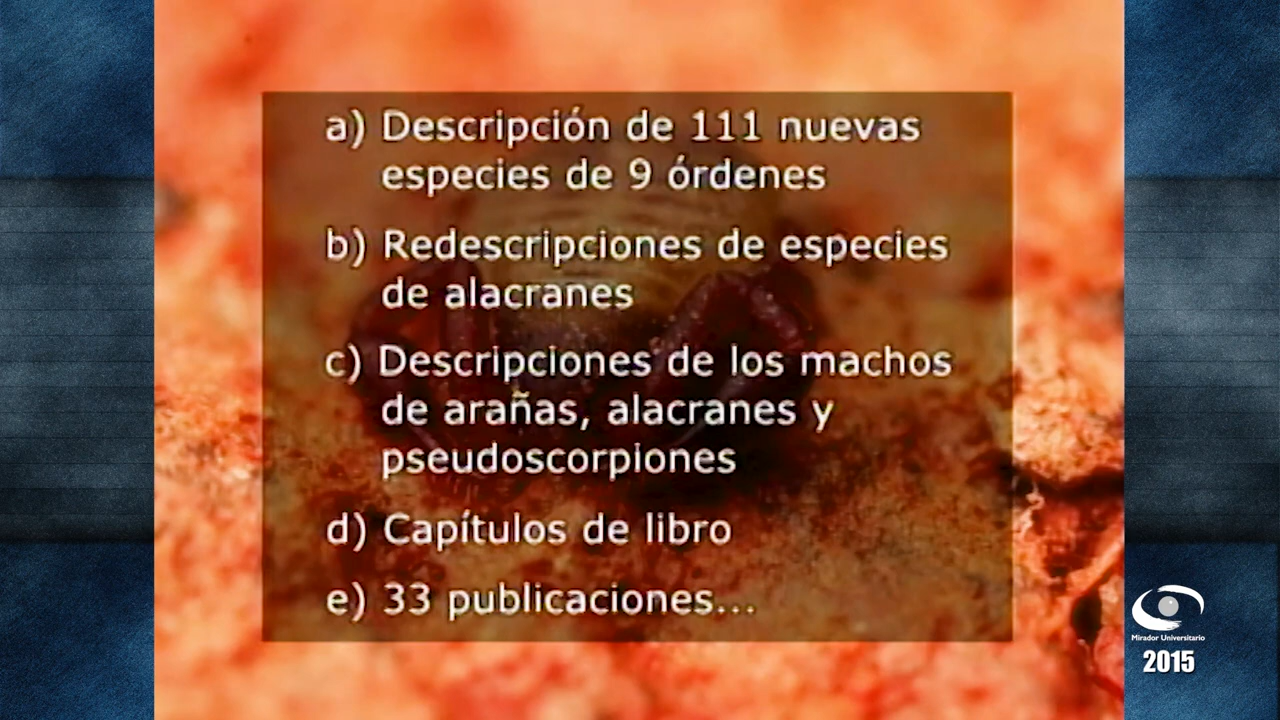 a) Descripción de 111 nuevas
especies de 9 órdenes
b) Redescripciones de especies
de alacranes
c) Descripciones de los machos
de arañas, alacranes y
pseudoscorpiones
d) Capítulos de libro
e) 33 publicaciones...
Mirador Universitario
2015